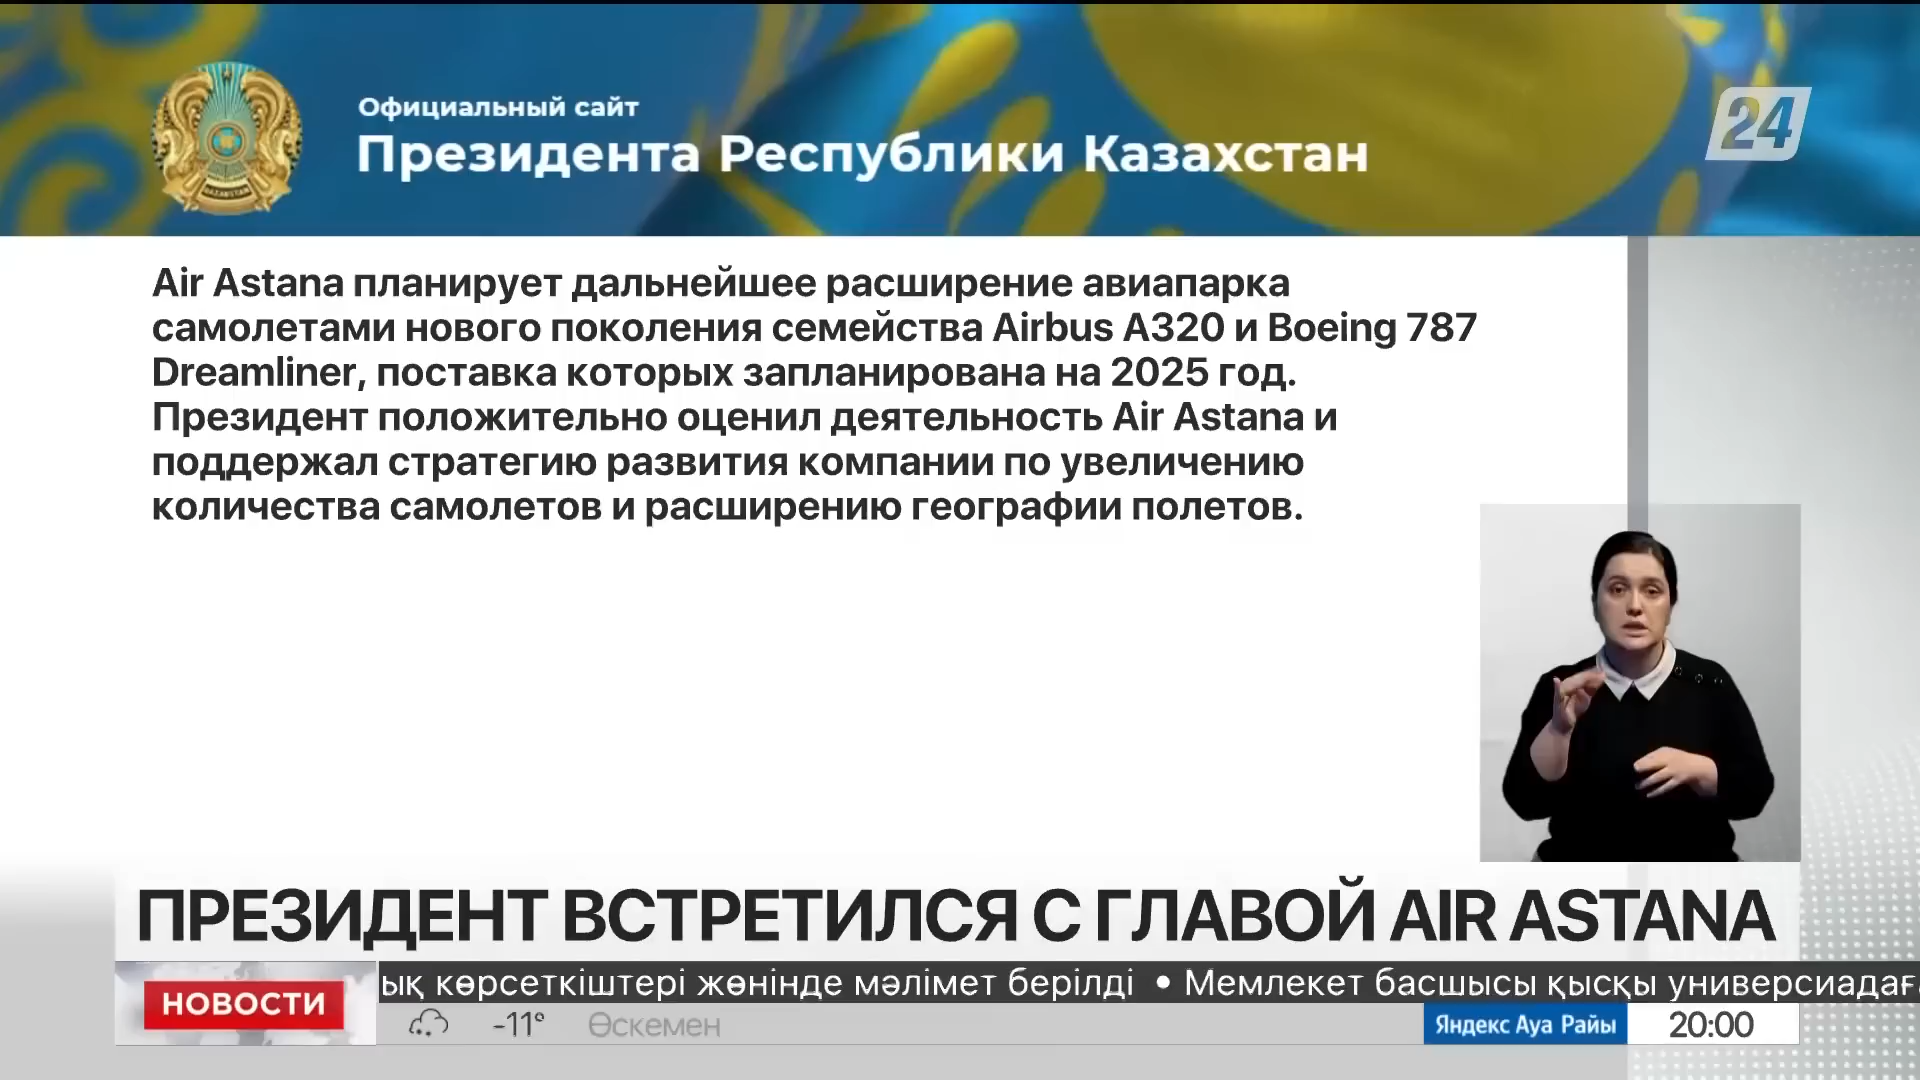 Официальный сайт
Президента Республики Казахстан
24
Air Astana планирует дальнейшее расширение авиапарка
самолетами нового поколения семейства Airbus A320 и Boeing 787
Dreamliner, поставка которых запланирована на 2025 год.
Президент положительно оценил деятельность Air Astana и
поддержал стратегию развития компании по увеличению
количества самолетов и расширению географии полетов.
ПРЕЗИДЕНТ ВСТРЕТИЛСЯ С ГЛАВОЙ AIR ASTANA
ық көрсеткіштері жөнінде мәлімет берілді • Мемлекет басшысы қысқы универсиадаға
НОВОСТИ
-11° Өскемен
Яндекс Ауа Райы 20:00